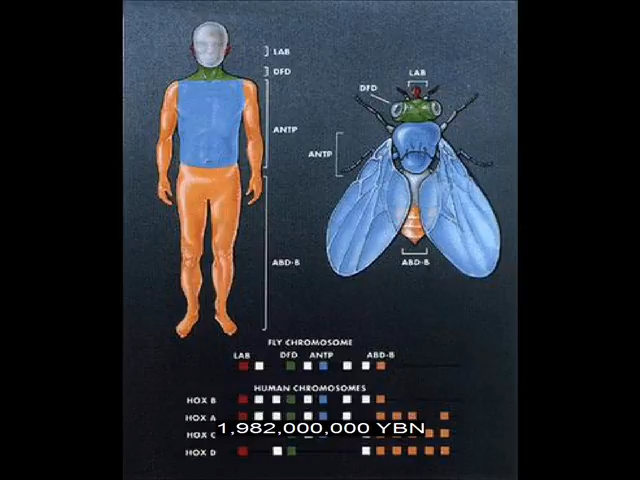 LAB
DFD
ANTP
ABD-B
LAB
DFD
ANTP
ABD-B
FLY CHROMOSOME
LAB DFD ANTP ABD-B
HUMAN CHROMOSOMES
HOX B
HOX A
1,982,000,000 YBN
HOX C
HOX D